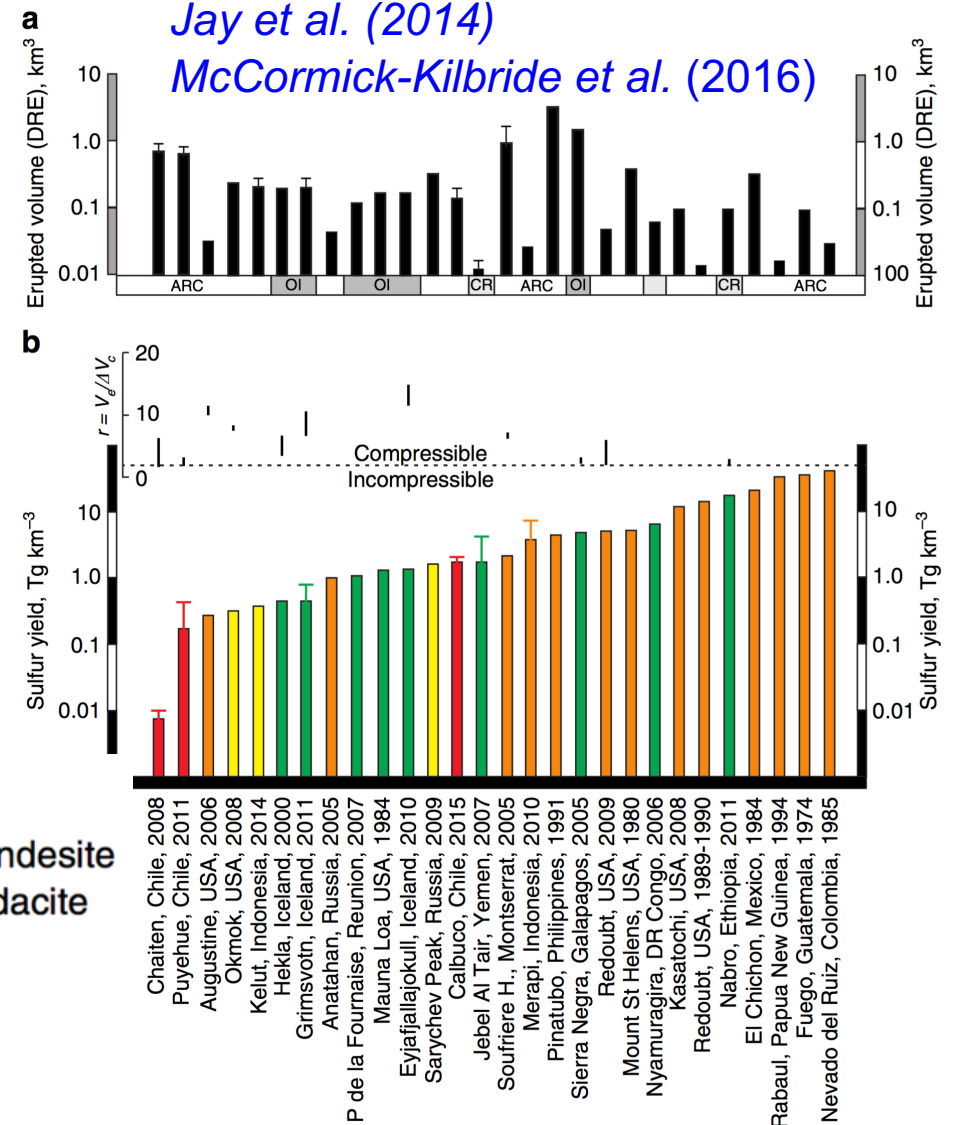 a
Jay et al. (2014)
McCormick-Kilbride et al. (2016)
Erupted volume (DRE), km³
10
1.0
0.1
0.01
10
1.0
0.1
100
Erupted volume (DRE), km³
ARC OI OI CR ARC OI CR ARC
b
r = Ve/ΔVc
20
10
0
Compressible
Incompressible
Sulfur yield, Tg km⁻³
10
1.0
0.1
0.01
10
1.0
0.1
0.01
Sulfur yield, Tg km⁻³
ndesite
dacite
Chaiten, Chile, 2008
Puyehue, Chile, 2011
Augustine, USA, 2006
Okmok, USA, 2008
Kelut, Indonesia, 2014
Hekla, Iceland, 2000
Grimsvotn, Iceland, 2011
Anatahan, Russia, 2005
P de la Fournaise, Reunion, 2007
Mauna Loa, USA, 1984
Eyjafjallajokull, Iceland, 2010
Sarychev Peak, Russia, 2009
Calbuco, Chile, 2015
Jebel Al Tair, Yemen, 2007
Soufriere H., Montserrat, 2005
Merapi, Indonesia, 2010
Pinatubo, Philippines, 1991
Sierra Negra, Galapagos, 2005
Redoubt, USA, 2009
Mount St Helens, USA, 1980
Nyamuragira, DR Congo, 2006
Kasatochi, USA, 2008
Redoubt, USA, 1989-1990
Nabro, Ethiopia, 2011
El Chichon, Mexico, 1984
Rabaul, Papua New Guinea, 1994
Fuego, Guatemala, 1974
Nevado del Ruiz, Colombia, 1985